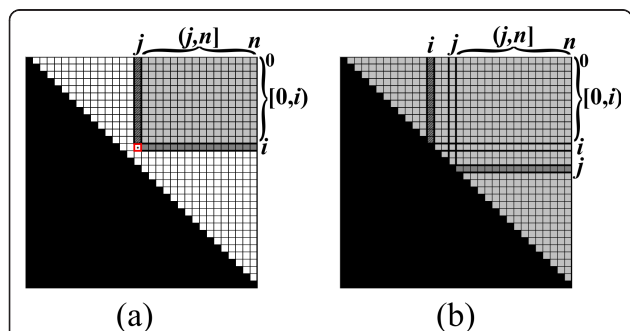 j (j,n] n
0
[0,i)
i
(a)
i j (j,n] n
0
[0,i)
i
j
(b)